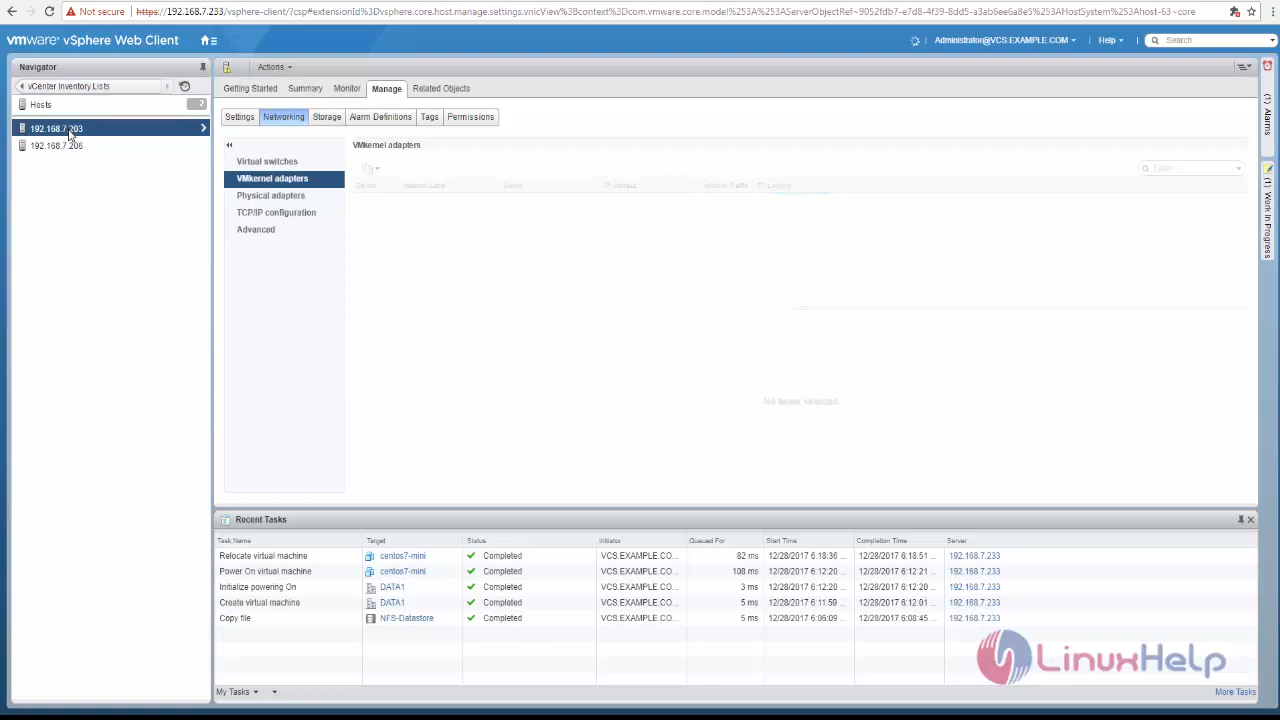 Not secure https://192.168.7.233/vsphere-client/?csp#extensionId%3Dvsphere.core.host.manage.settings.vnicView%3Bcontext%3Dcom.vmware.core.model%253A%253AServerObjectRef~9052fdb7-e7d8-4f39-8dd5-a3ab6ee6a8e5%253AHostSystem%253Ahost-63~core
vmware vSphere Web Client
Administrator@VCS.EXAMPLE.COM
Help
Search
Navigator
Actions
vCenter Inventory Lists
Getting Started Summary Monitor Manage Related Objects
Hosts 2
Settings Networking Storage Alarm Definitions Tags Permissions
192.168.7.203
192.168.7.206
VMkernel adapters
Virtual switches
VMkernel adapters
Physical adapters
TCP/IP configuration
Advanced
Filter
No items selected
(1) Alarms
(1) Work In Progress
Recent Tasks
Task Name Target Status Initiator Queued For Start Time Completion Time Server
Relocate virtual machine centos7-mini Completed VCS.EXAMPLE.CO... 82 ms 12/28/2017 6:18:36 ... 12/28/2017 6:18:51 ... 192.168.7.233
Power On virtual machine centos7-mini Completed VCS.EXAMPLE.CO... 108 ms 12/28/2017 6:12:20 ... 12/28/2017 6:12:21 ... 192.168.7.233
Initialize powering On DATA1 Completed VCS.EXAMPLE.CO... 3 ms 12/28/2017 6:12:20 ... 12/28/2017 6:12:20 ... 192.168.7.233
Create virtual machine DATA1 Completed VCS.EXAMPLE.CO... 5 ms 12/28/2017 6:11:59 ... 12/28/2017 6:12:01 ... 192.168.7.233
Copy file NFS-Datastore Completed VCS.EXAMPLE.CO... 5 ms 12/28/2017 6:06:09 ... 12/28/2017 6:08:45 ... 192.168.7.233
LinuxHelp
My Tasks
More Tasks